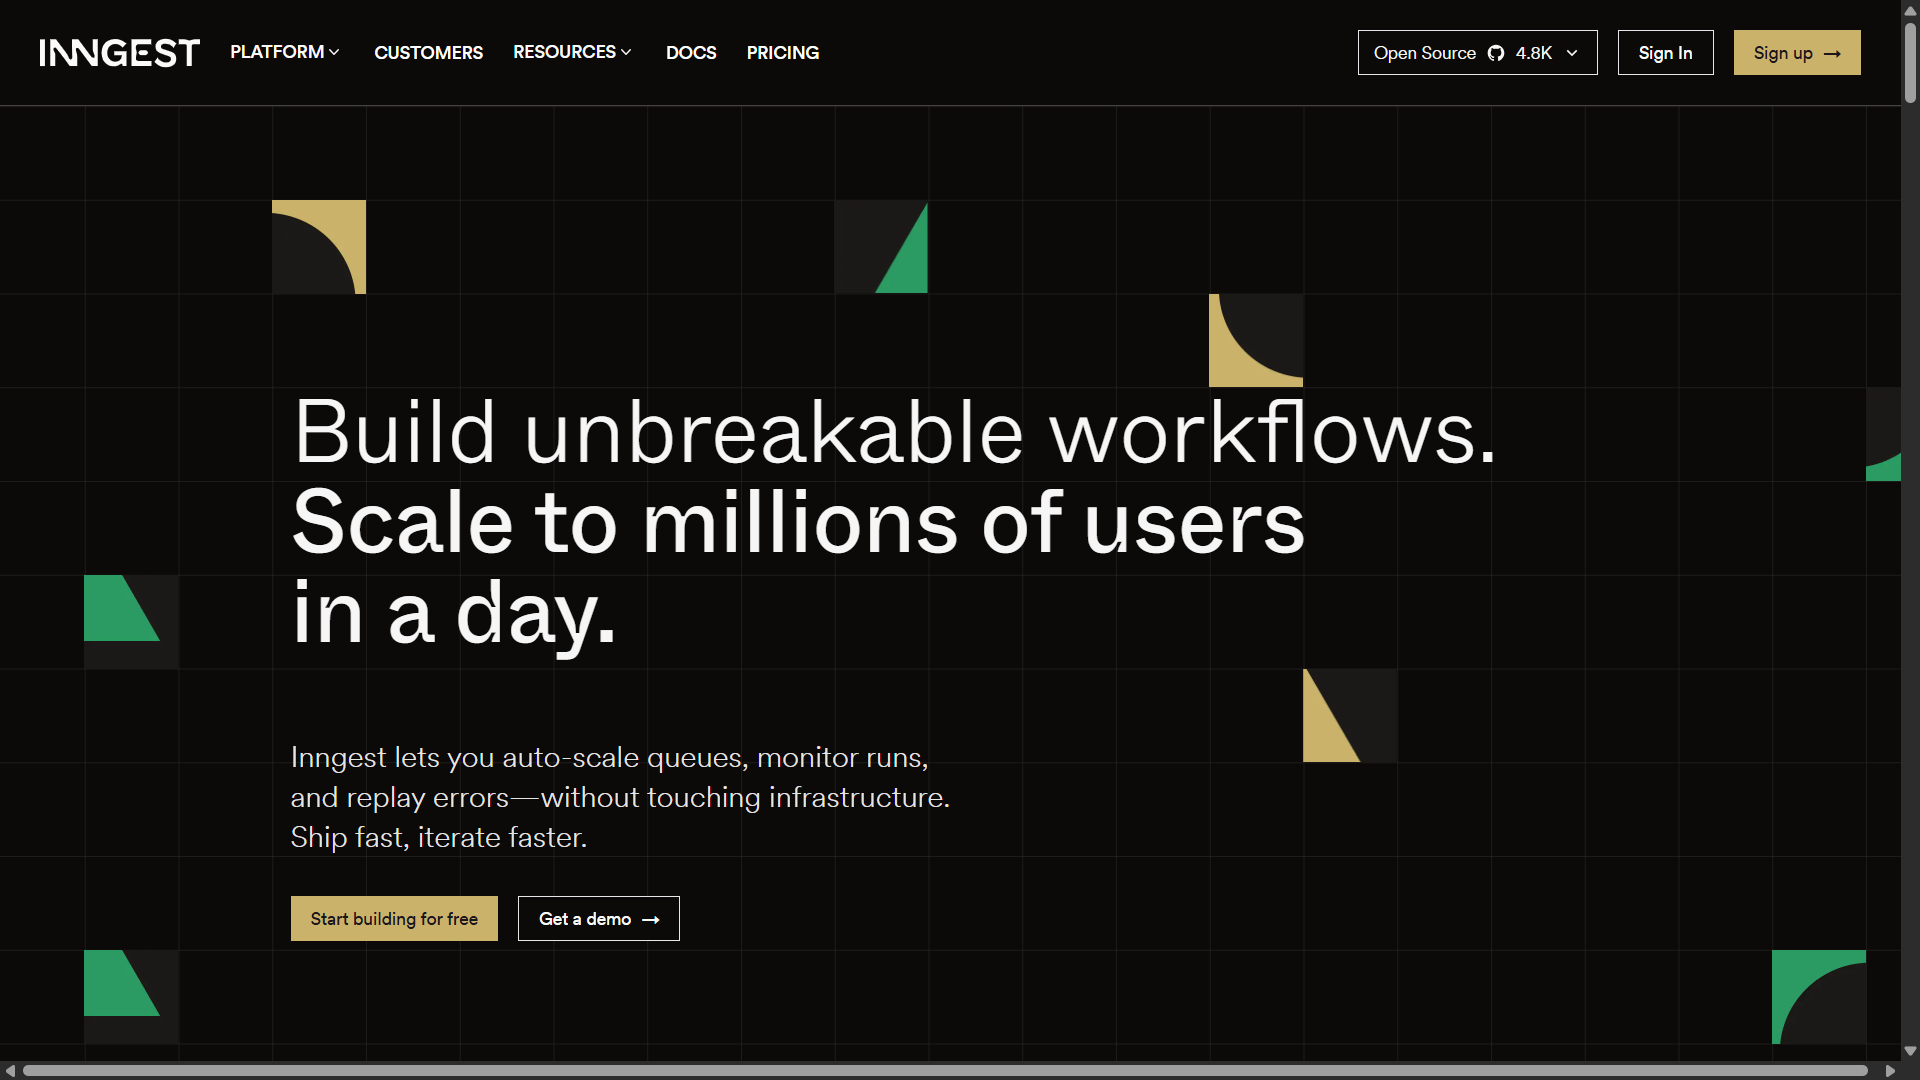 INNGEST
PLATFORM
CUSTOMERS
RESOURCES
DOCS
PRICING
Open Source 4.8K
Sign In
Sign up →
Build unbreakable workflows.
Scale to millions of users
in a day.
Inngest lets you auto-scale queues, monitor runs,
and replay errors—without touching infrastructure.
Ship fast, iterate faster.
Start building for free
Get a demo →